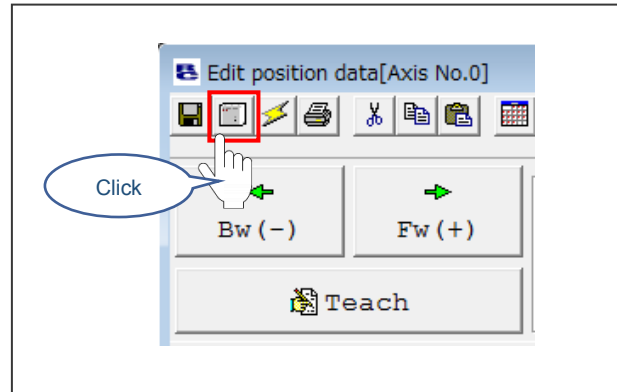 Edit position data[Axis No.0]
Click
Bw(-)
Fw(+)
Teach